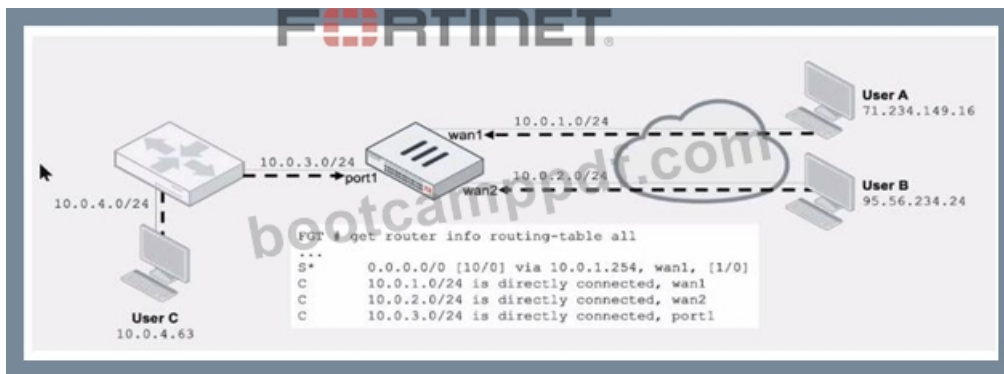 FORTINET
User A
71.234.149.16
10.0.1.0/24
wan1
10.0.3.0/24
port1
10.0.2.0/24
wan2
User B
95.56.234.24
10.0.4.0/24
bootcamppdf.com
FGT # get router info routing-table all
...
S* 0.0.0.0/0 [10/0] via 10.0.1.254, wan1, [1/0]
C 10.0.1.0/24 is directly connected, wan1
C 10.0.2.0/24 is directly connected, wan2
C 10.0.3.0/24 is directly connected, port1
User C
10.0.4.63